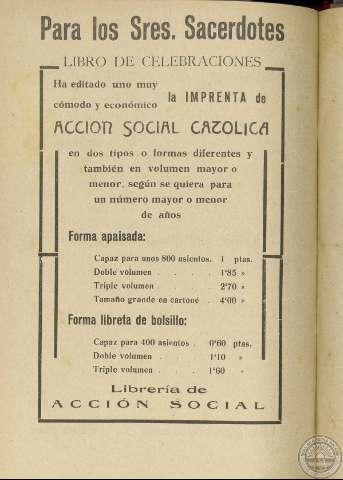 Para los Sres. Sacerdotes
LIBRO DE CELEBRACIONES
Ha editado uno muy
cómodo y económico la IMPRENTA de
ACCION SOCIAL CATOLICA
en dos tipos o formas diferentes y
también en volumen mayor o
menor, según se quiera para
un número mayor o menor
de años
Forma apaisada:
Capaz para unos 800 asientos. 1 ptas.
Doble volumen . . . . 1'85 »
Triple volumen . . . . 2'70 »
Tamaño grande en cartoné . 4'00 »
Forma libreta de bolsillo:
Capaz para 400 asientos . 0'60 ptas.
Doble volumen . . . 1'10 »
Triple volumen . . . 1'60 »
Librería de
ACCIÓN SOCIAL